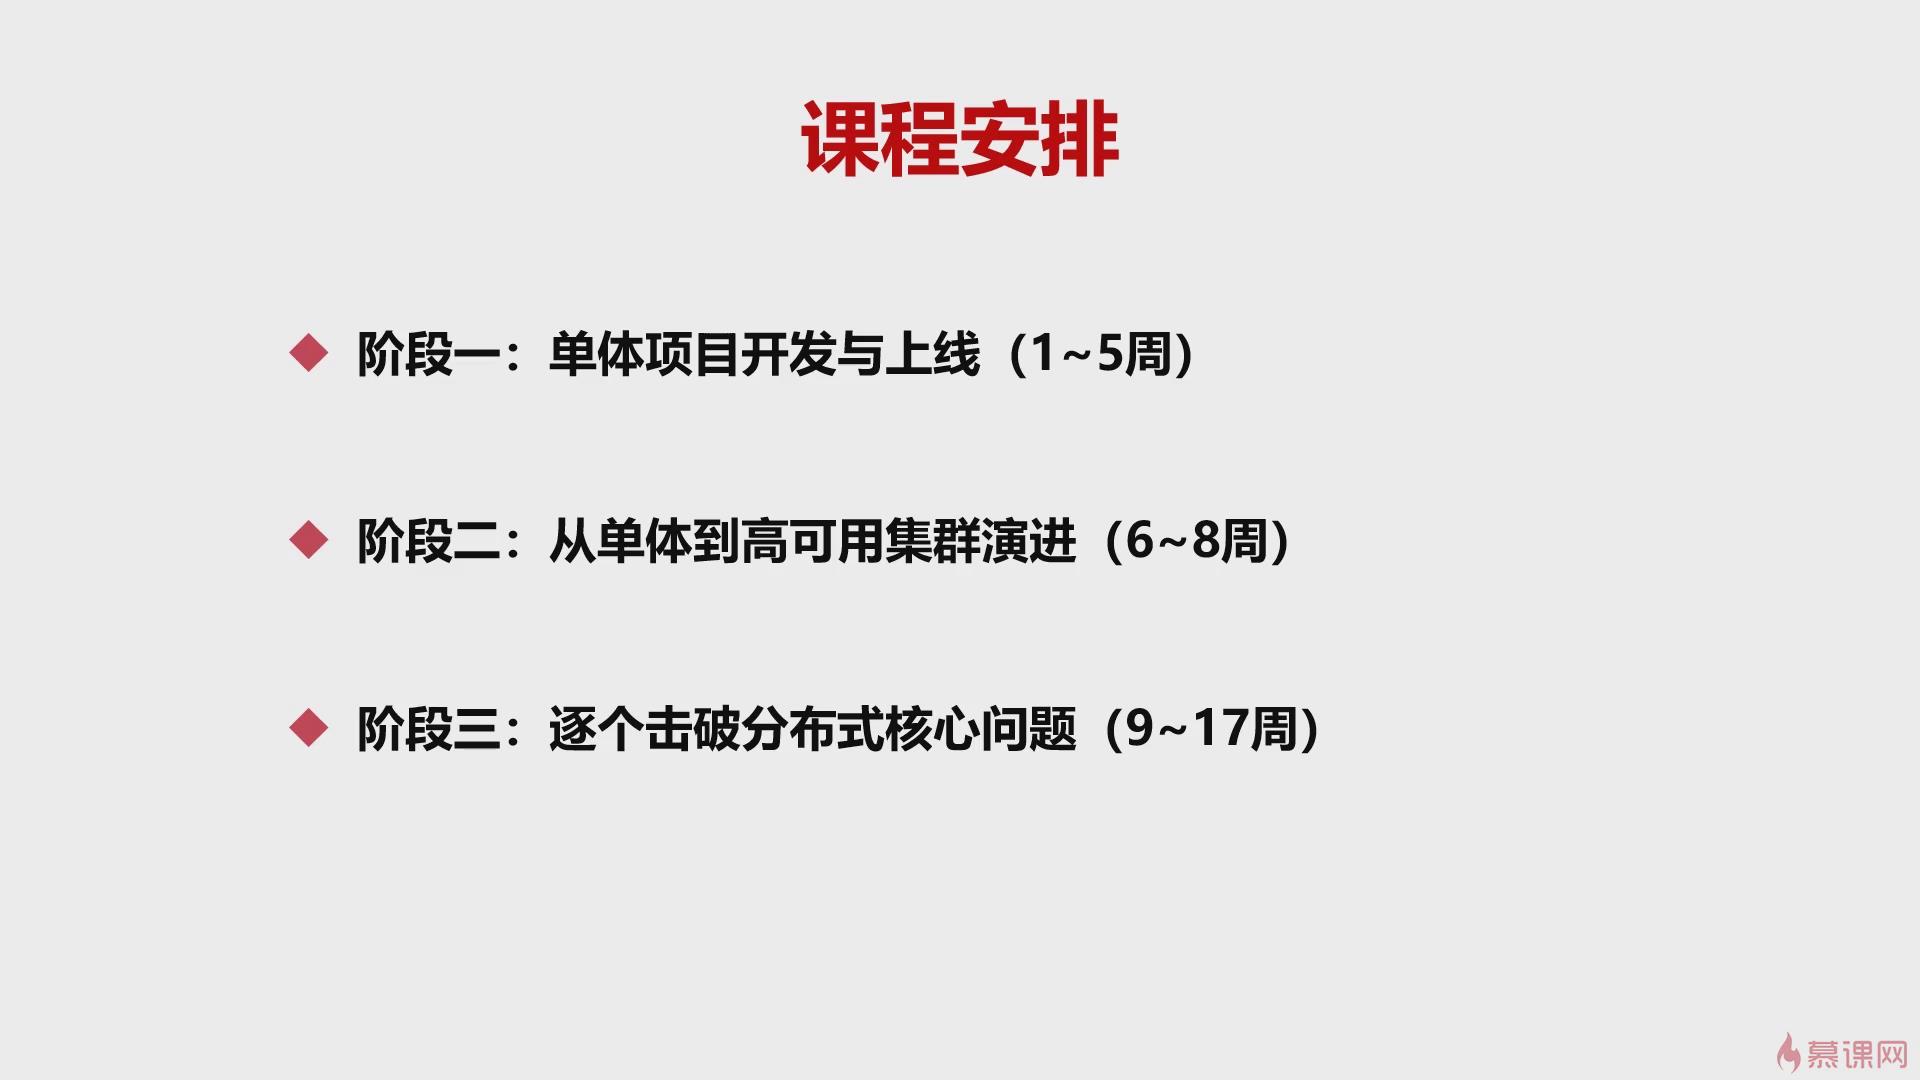 课程安排
阶段一：单体项目开发与上线（1~5周）
阶段二：从单体到高可用集群演进（6~8周）
阶段三：逐个击破分布式核心问题（9~17周）
慕课网